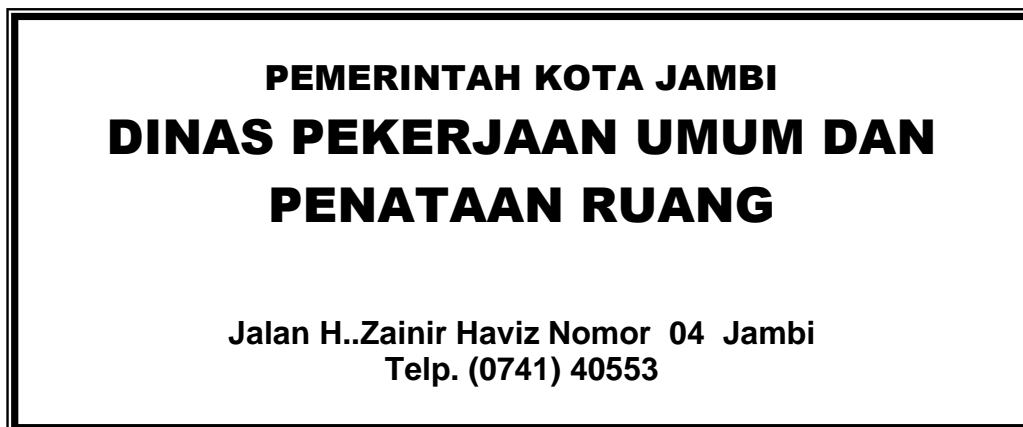 PEMERINTAH KOTA JAMBI
DINAS PEKERJAAN UMUM DAN
PENATAAN RUANG
Jalan H..Zainir Haviz Nomor 04 Jambi
Telp. (0741) 40553